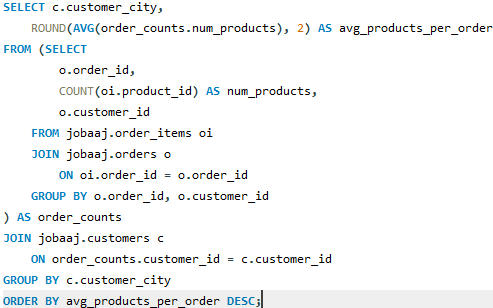 SELECT c.customer_city,
    ROUND(AVG(order_counts.num_products), 2) AS avg_products_per_order
FROM (SELECT
        o.order_id,
        COUNT(oi.product_id) AS num_products,
        o.customer_id
    FROM jobaaj.order_items oi
    JOIN jobaaj.orders o
        ON oi.order_id = o.order_id
    GROUP BY o.order_id, o.customer_id
) AS order_counts
JOIN jobaaj.customers c
    ON order_counts.customer_id = c.customer_id
GROUP BY c.customer_city
ORDER BY avg_products_per_order DESC;